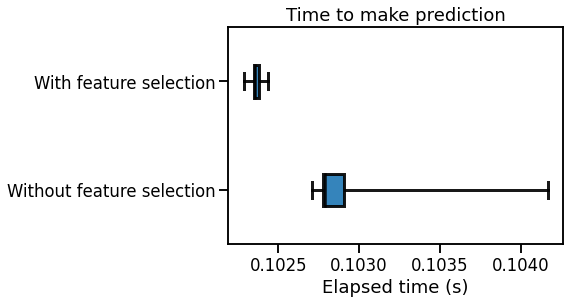 Time to make prediction
With feature selection
Without feature selection
0.1025 0.1030 0.1035 0.1040
Elapsed time (s)